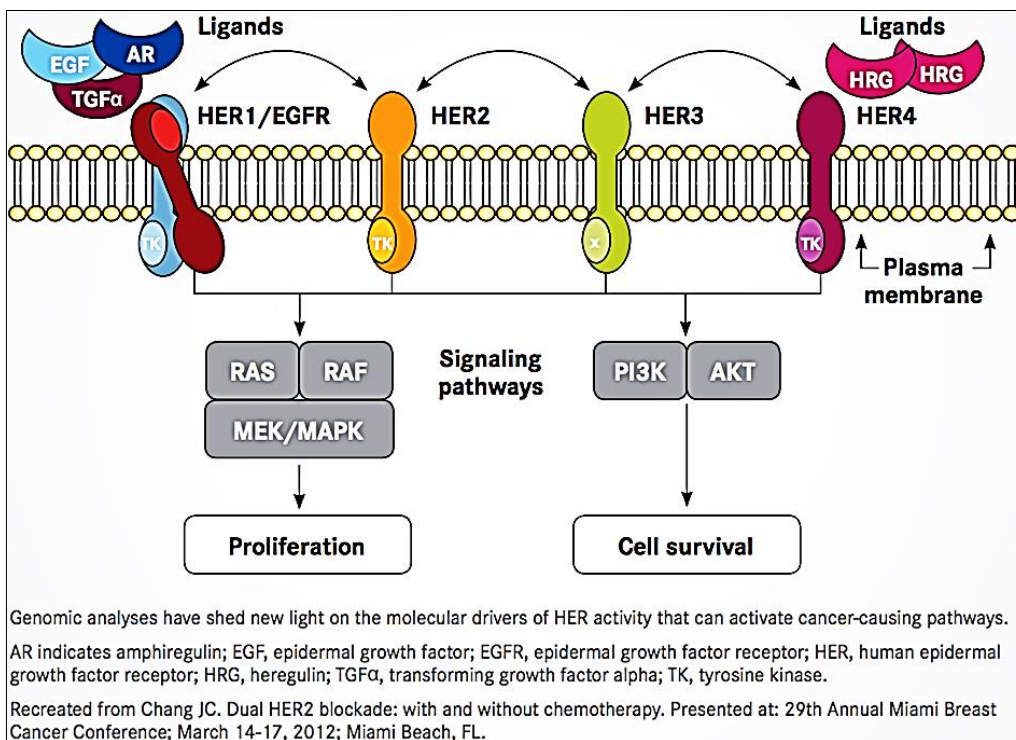 Ligands
Ligands
EGF
AR
TGFα
HRG
HRG
HER1/EGFR
HER2
HER3
HER4
TK
TK
x
TK
Plasma
membrane
Signaling
pathways
RAS
RAF
MEK/MAPK
PI3K
AKT
Proliferation
Cell survival
Genomic analyses have shed new light on the molecular drivers of HER activity that can activate cancer-causing pathways.
AR indicates amphiregulin; EGF, epidermal growth factor; EGFR, epidermal growth factor receptor; HER, human epidermal
growth factor receptor; HRG, heregulin; TGFα, transforming growth factor alpha; TK, tyrosine kinase.
Recreated from Chang JC. Dual HER2 blockade: with and without chemotherapy. Presented at: 29th Annual Miami Breast
Cancer Conference; March 14-17, 2012; Miami Beach, FL.